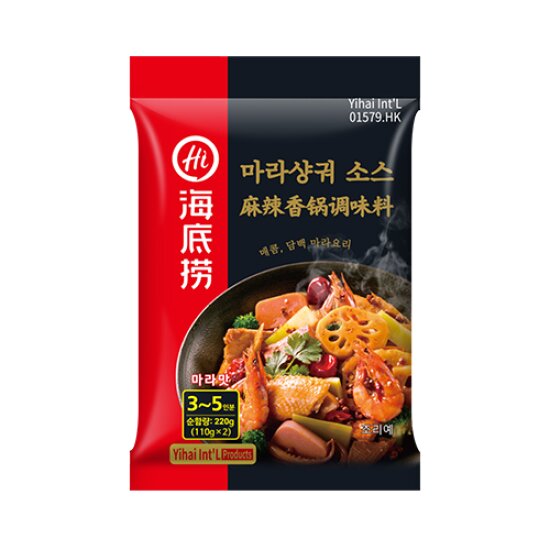 Yihai Int'L
01579.HK
Hi
海底捞
마라샹궈 소스
麻辣香锅调味料
매콤, 담백 마라요리
마라맛
3~5인분
순함량: 220g
(110g×2)
Yihai Int'L Products
조리예